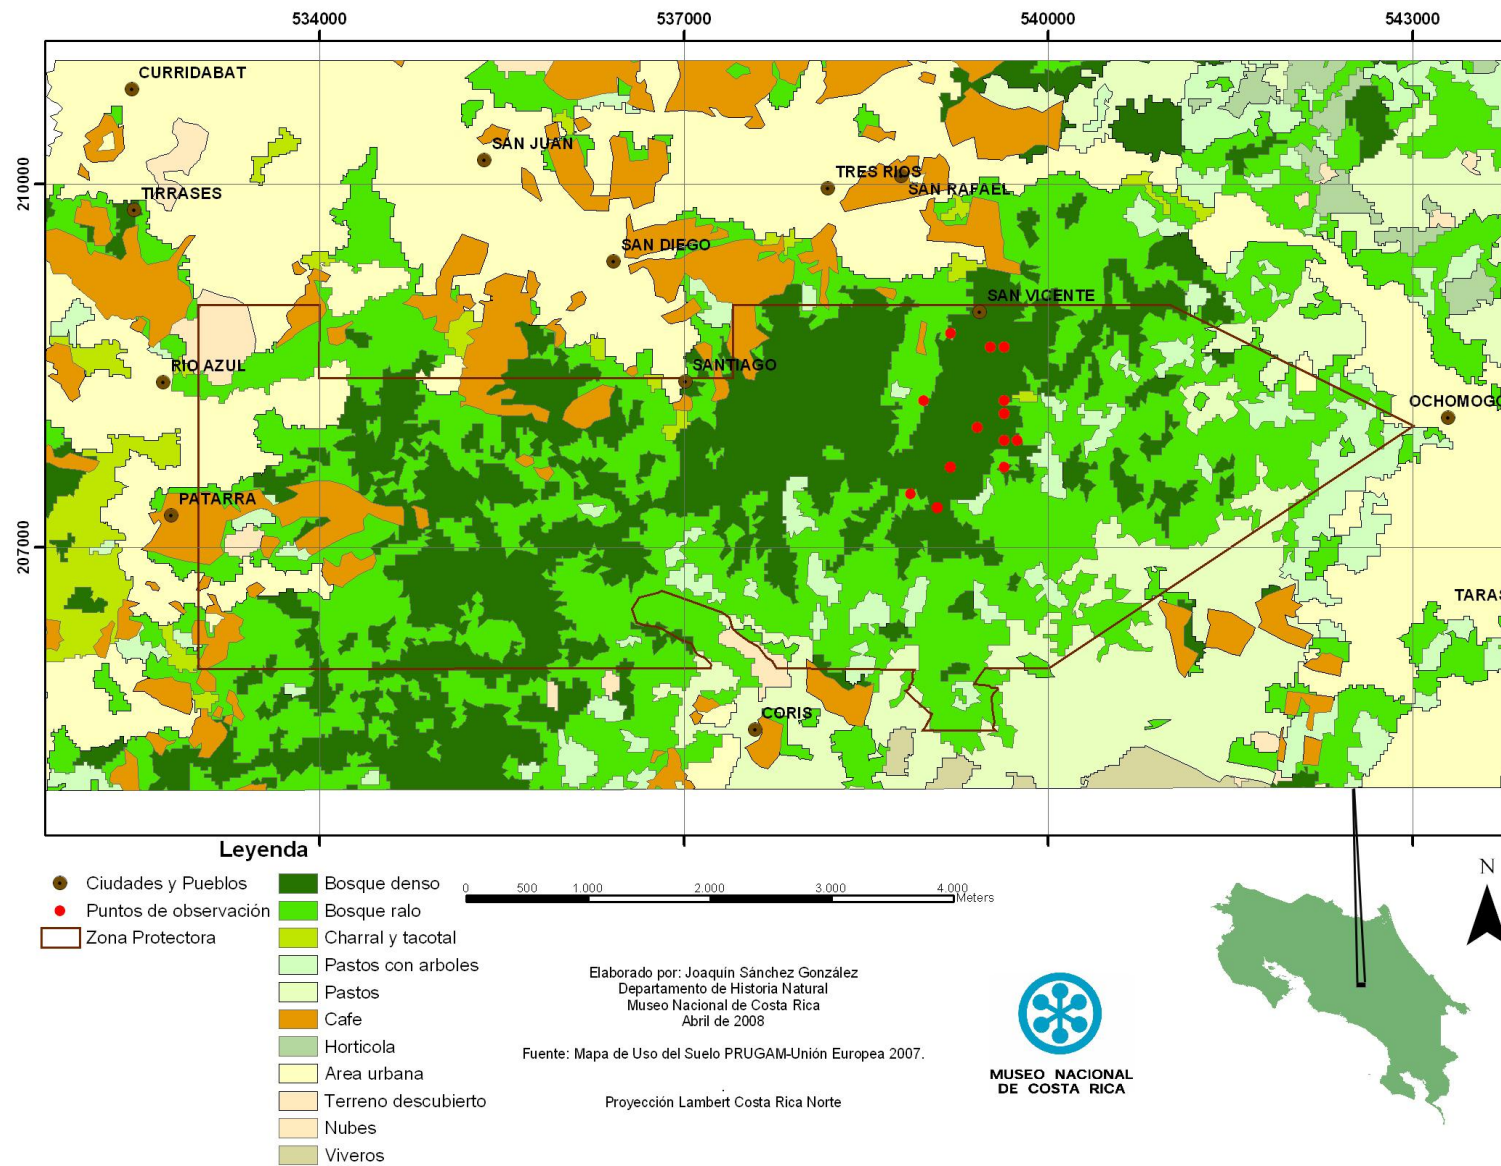 534000
537000
540000
543000
210000
207000
CURRIDABAT
SAN JUAN
TRES RIOS
SAN RAFAEL
TIRRASES
SAN DIEGO
SAN VICENTE
RIO AZUL
SANTIAGO
OCHOMOGO
PATARRA
TARAS
CORIS
Leyenda
Ciudades y Pueblos
Puntos de observación
Zona Protectora
Bosque denso
Bosque ralo
Charral y tacotal
Pastos con arboles
Pastos
Cafe
Horticola
Area urbana
Terreno descubierto
Nubes
Viveros
0 500 1.000 2.000 3.000 4.000
Meters
Elaborado por: Joaquín Sánchez González
Departamento de Historia Natural
Museo Nacional de Costa Rica
Abril de 2008
Fuente: Mapa de Uso del Suelo PRUGAM-Unión Europea 2007.
.
Proyección Lambert Costa Rica Norte
MUSEO NACIONAL
DE COSTA RICA
N